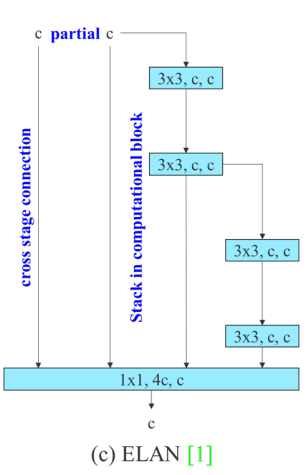 c partial c
3x3, c, c
cross stage connection
Stack in computational block
3x3, c, c
3x3, c, c
3x3, c, c
1x1, 4c, c
c
(c) ELAN [1]